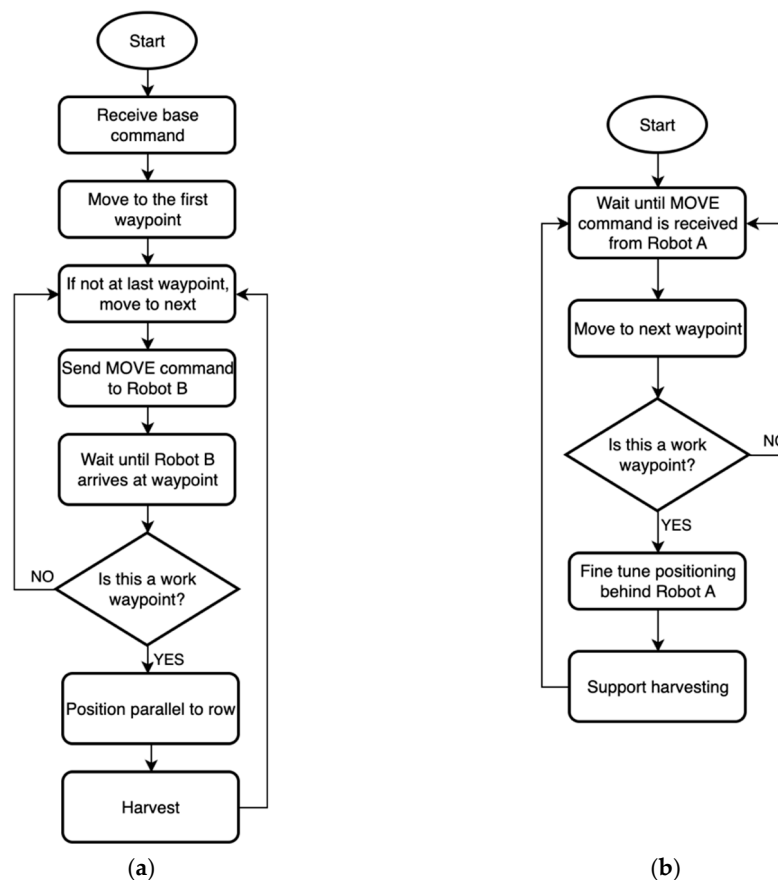 Start
Receive base
command
Move to the first
waypoint
If not at last waypoint,
move to next
Send MOVE command
to Robot B
Wait until Robot B
arrives at waypoint
Is this a work
waypoint?
NO
YES
Position parallel to row
Harvest
(a)
Start
Wait until MOVE
command is received
from Robot A
Move to next waypoint
Is this a work
waypoint?
NO
YES
Fine tune positioning
behind Robot A
Support harvesting
(b)